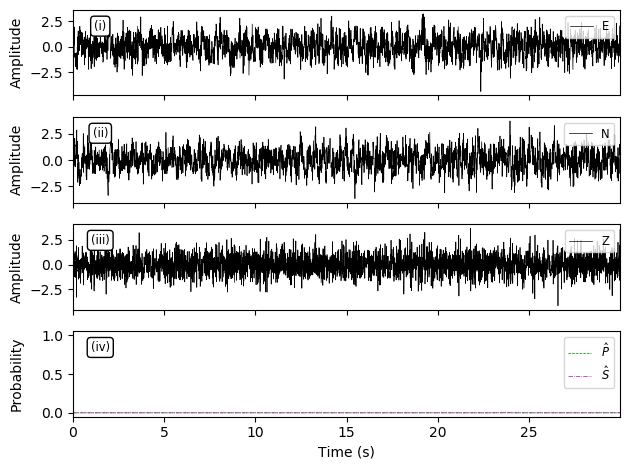 Amplitude
2.5
0.0
−2.5
(i)
E
Amplitude
2.5
0.0
−2.5
(ii)
N
Amplitude
2.5
0.0
−2.5
(iii)
Z
Probability
1.0
0.5
0.0
(iv)
P̂
Ŝ
0 5 10 15 20 25
Time (s)